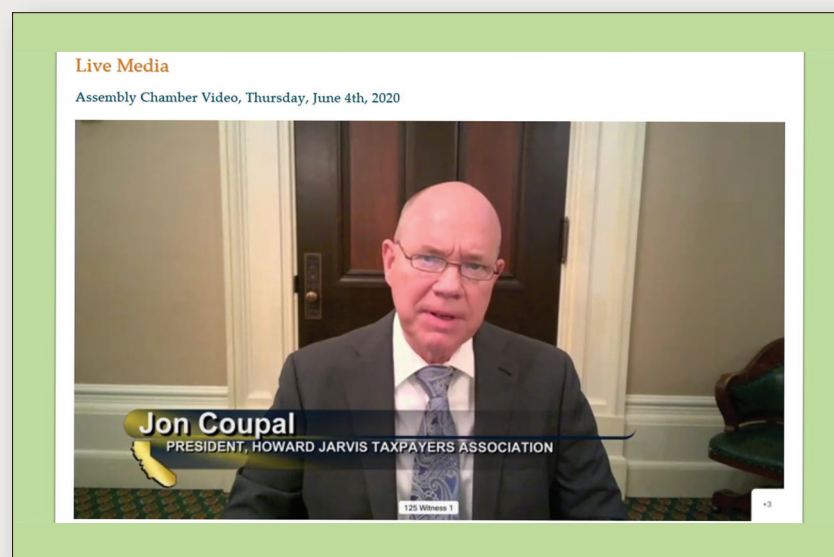 Live Media
Assembly Chamber Video, Thursday, June 4th, 2020
Jon Coupal
PRESIDENT, HOWARD JARVIS TAXPAYERS ASSOCIATION
125 Witness 1
+3